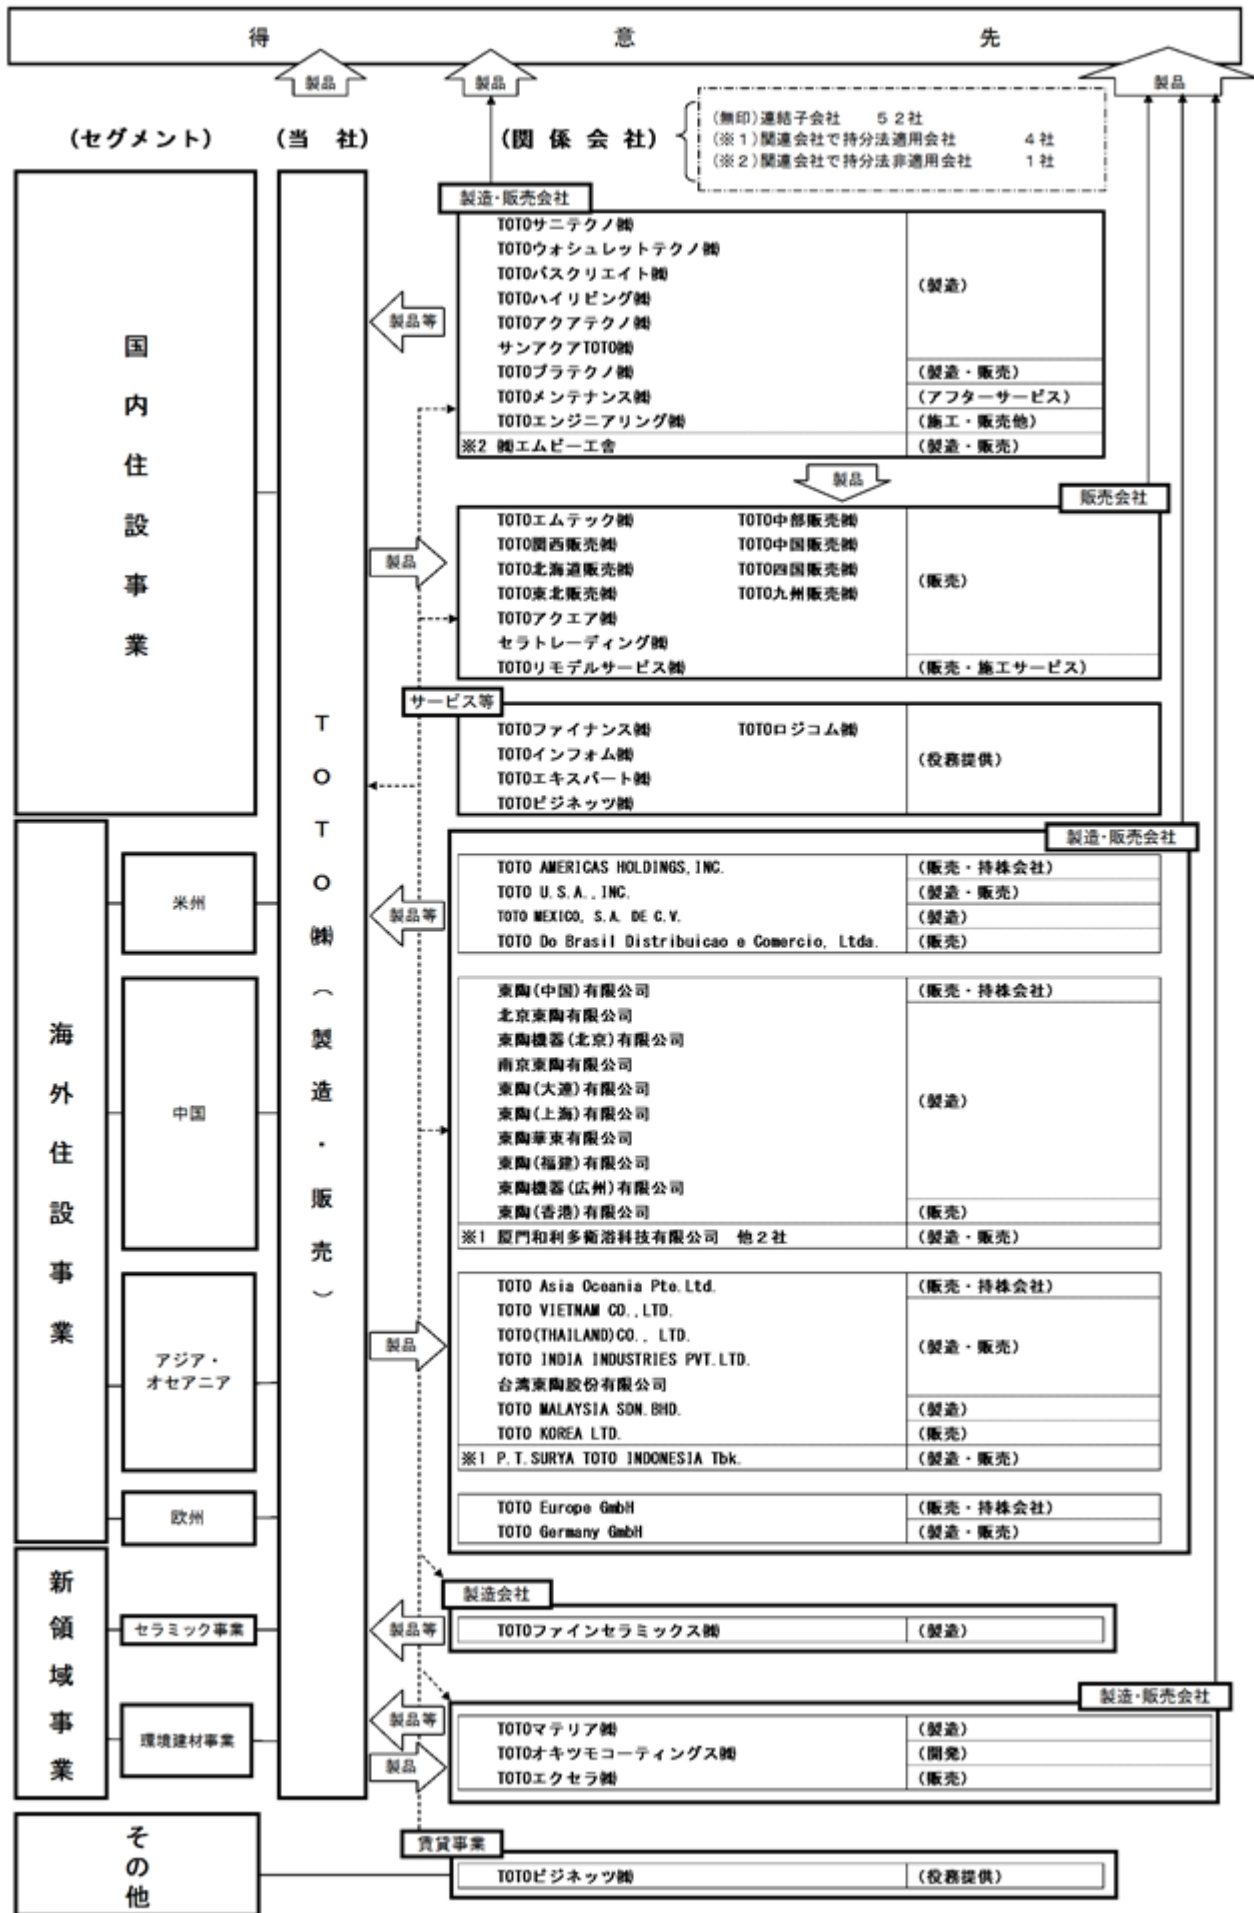 得意先
製品
製品
製品
(セグメント)
(当 社)
(関 係 会 社)
(無印)連結子会社 52社
(※1)関連会社で持分法適用会社 4社
(※2)関連会社で持分法非適用会社 1社
国内住設事業
TOTO㈱(製造・販売)
製造・販売会社
TOTOサニテクノ㈱
TOTOウォシュレットテクノ㈱
TOTOバスクリエイト㈱
TOTOハイリビング㈱
TOTOアクアテクノ㈱
サンアクアTOTO㈱
(製造)
TOTOプラテクノ㈱ (製造・販売)
TOTOメンテナンス㈱ (アフターサービス)
TOTOエンジニアリング㈱ (施工・販売他)
※2 ㈱エムビー工舎 (製造・販売)
製品等
製品
販売会社
TOTOエムテック㈱ TOTO中部販売㈱
TOTO関西販売㈱ TOTO中国販売㈱
TOTO北海道販売㈱ TOTO四国販売㈱
TOTO東北販売㈱ TOTO九州販売㈱
TOTOアクエア㈱
セラトレーディング㈱
(販売)
TOTOリモデルサービス㈱ (販売・施工サービス)
製品
サービス等
TOTOファイナンス㈱ TOTOロジコム㈱
TOTOインフォム㈱
TOTOエキスパート㈱
TOTOビジネッツ㈱
(役務提供)
海外住設事業
製造・販売会社
米州
製品等
TOTO AMERICAS HOLDINGS, INC. (販売・持株会社)
TOTO U.S.A., INC. (製造・販売)
TOTO MEXICO, S.A. DE C.V. (製造)
TOTO Do Brasil Distribuicao e Comercio, Ltda. (販売)
中国
東陶(中国)有限公司 (販売・持株会社)
北京東陶有限公司
東陶機器(北京)有限公司
南京東陶有限公司
東陶(大連)有限公司
東陶(上海)有限公司
東陶華東有限公司
東陶(福建)有限公司
東陶機器(広州)有限公司
(製造)
東陶(香港)有限公司 (販売)
※1 厦門和利多衛浴科技有限公司 他2社 (製造・販売)
アジア・
オセアニア
製品
TOTO Asia Oceania Pte.Ltd. (販売・持株会社)
TOTO VIETNAM CO.,LTD.
TOTO(THAILAND)CO., LTD.
TOTO INDIA INDUSTRIES PVT.LTD.
台湾東陶股份有限公司
(製造・販売)
TOTO MALAYSIA SDN.BHD. (製造)
TOTO KOREA LTD. (販売)
※1 P.T.SURYA TOTO INDONESIA Tbk. (製造・販売)
欧州
TOTO Europe GmbH (販売・持株会社)
TOTO Germany GmbH (製造・販売)
新領域事業
製造会社
セラミック事業
製品等
TOTOファインセラミックス㈱ (製造)
製造・販売会社
環境建材事業
製品等
製品
TOTOマテリア㈱ (製造)
TOTOオキツモコーティングス㈱ (開発)
TOTOエクセラ㈱ (販売)
その他
賃貸事業
TOTOビジネッツ㈱ (役務提供)